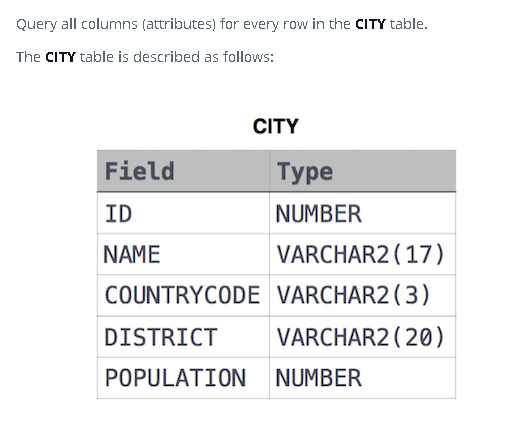 Query all columns (attributes) for every row in the CITY table.
The CITY table is described as follows:
CITY
Field Type
ID NUMBER
NAME VARCHAR2(17)
COUNTRYCODE VARCHAR2(3)
DISTRICT VARCHAR2(20)
POPULATION NUMBER